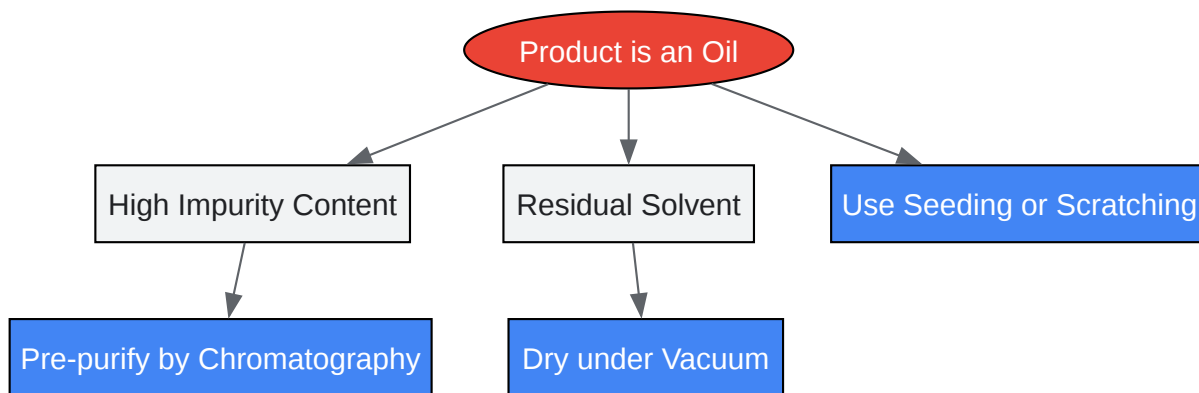 Product is an Oil
High Impurity Content
Residual Solvent
Use Seeding or Scratching
Pre-purify by Chromatography
Dry under Vacuum